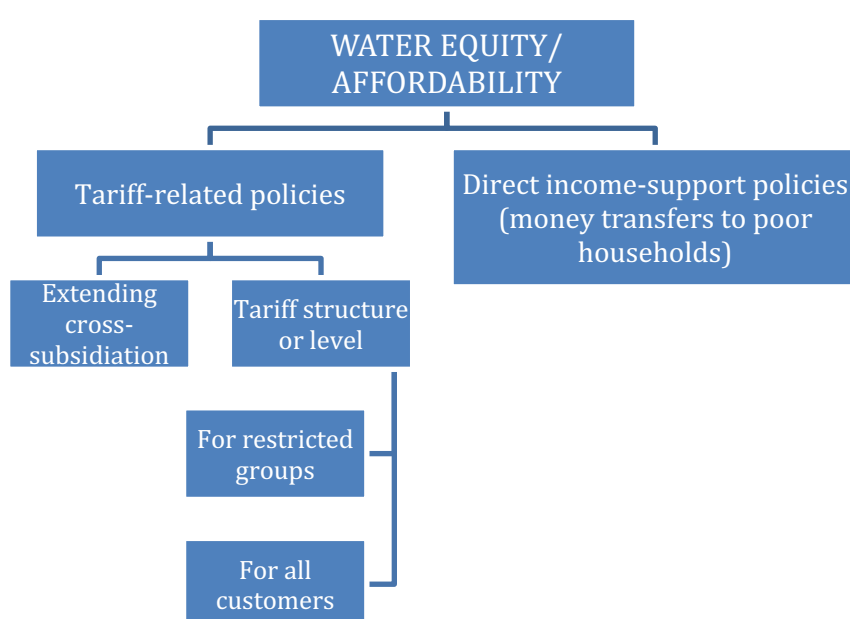 WATER EQUITY/
AFFORDABILITY
Tariff-related policies
Direct income-support policies
(money transfers to poor
households)
Extending
cross-
subsidiation
Tariff structure
or level
For restricted
groups
For all
customers